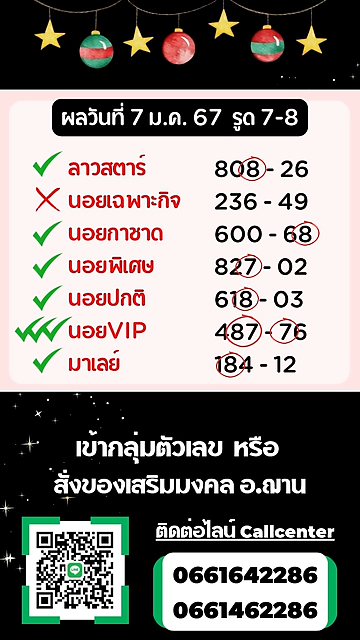 ผลวันที่ 7 ม.ค. 67 รูด 7-8
ลาวสตาร์ 808 - 26
นอยเฉพาะกิจ 236 - 49
นอยกาชาด 600 - 68
นอยพิเศษ 827 - 02
นอยปกติ 618 - 03
นอยVIP 487 - 76
มาเลย์ 184 - 12
เข้ากลุ่มตัวเลข หรือ
สั่งของเสริมมงคล อ.ฌาน
ติดต่อไลน์ Callcenter
0661642286
0661462286